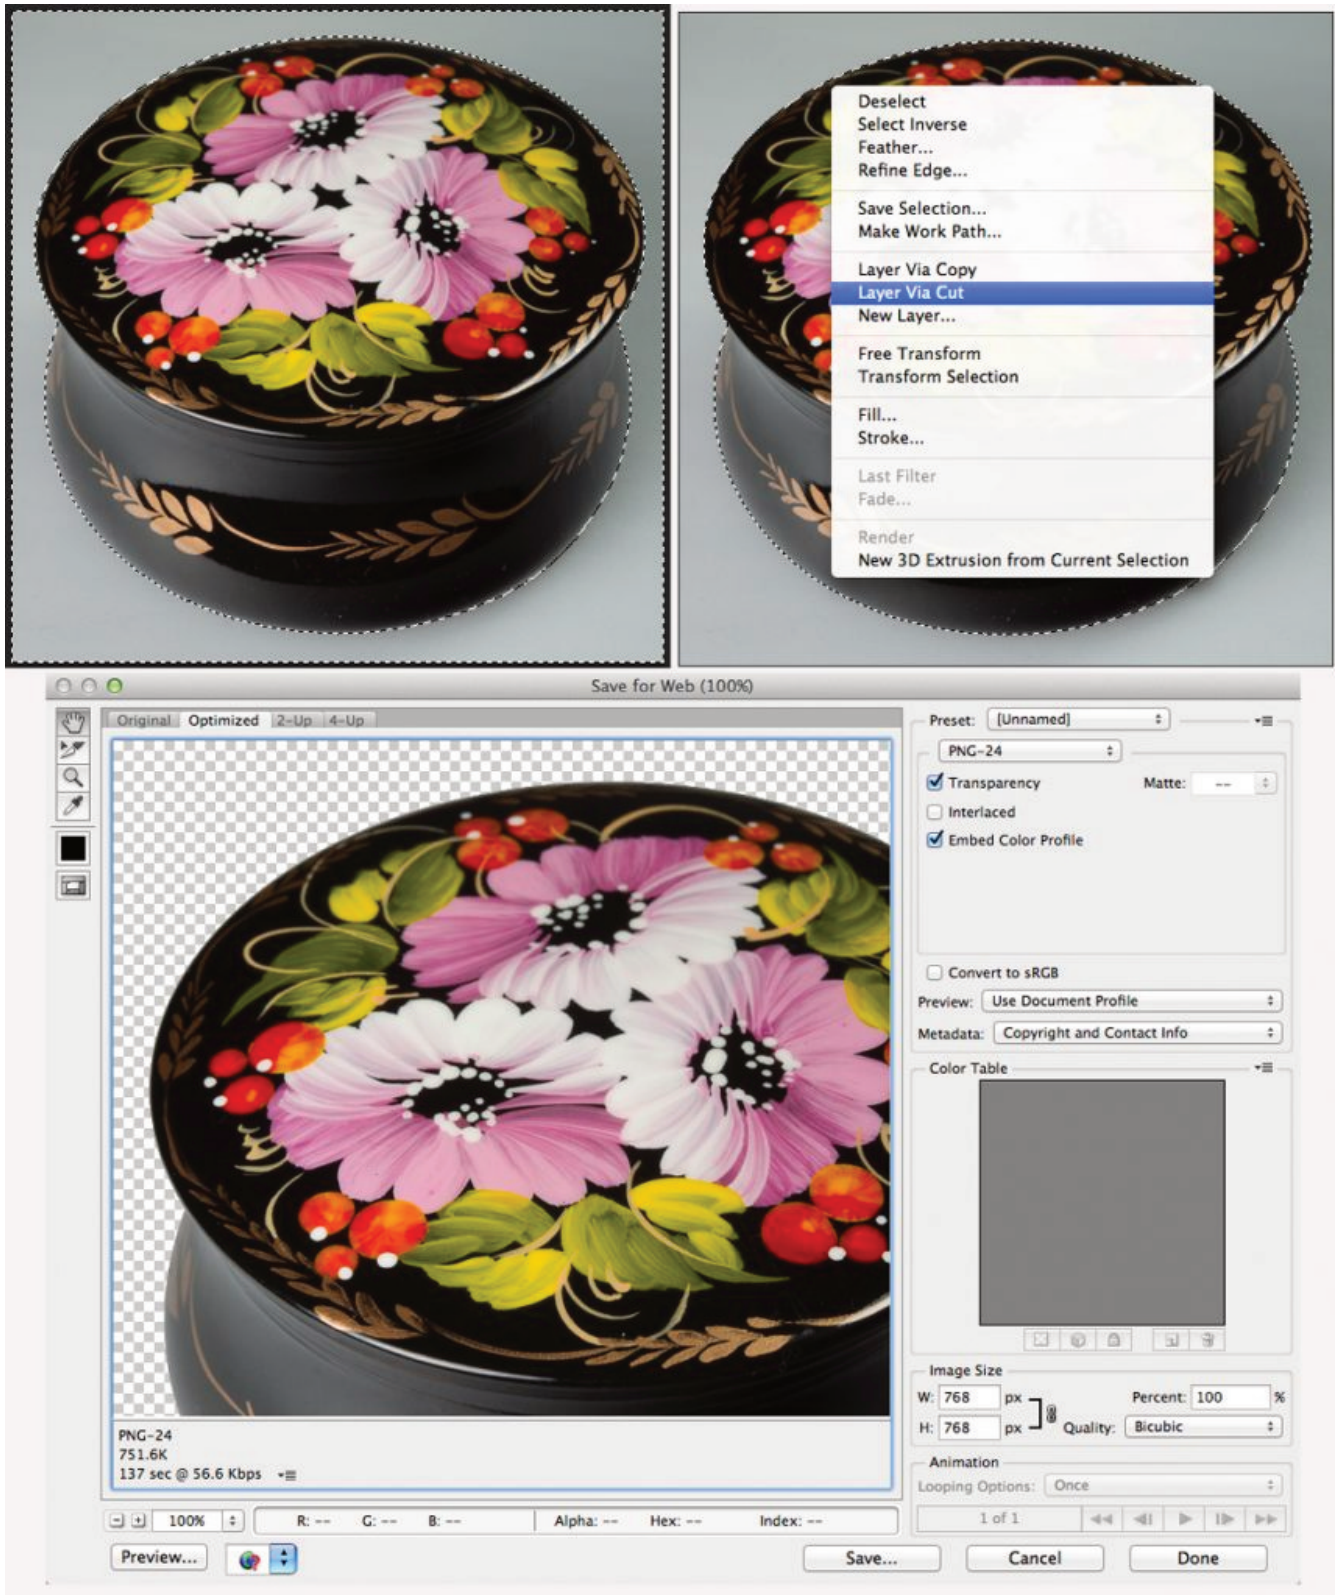 Deselect
Select Inverse
Feather...
Refine Edge...
Save Selection...
Make Work Path...
Layer Via Copy
Layer Via Cut
New Layer...
Free Transform
Transform Selection
Fill...
Stroke...
Last Filter
Fade...
Render
New 3D Extrusion from Current Selection
Save for Web (100%)
Original Optimized 2-Up 4-Up
Preset: [Unnamed]
PNG-24
Transparency Matte: --
Interlaced
Embed Color Profile
Convert to sRGB
Preview: Use Document Profile
Metadata: Copyright and Contact Info
Color Table
Image Size
W: 768 px Percent: 100 %
H: 768 px Quality: Bicubic
Animation
Looping Options: Once
1 of 1
PNG-24
751.6K
137 sec @ 56.6 Kbps
100% R: -- G: -- B: -- Alpha: -- Hex: -- Index: --
Preview... Save... Cancel Done